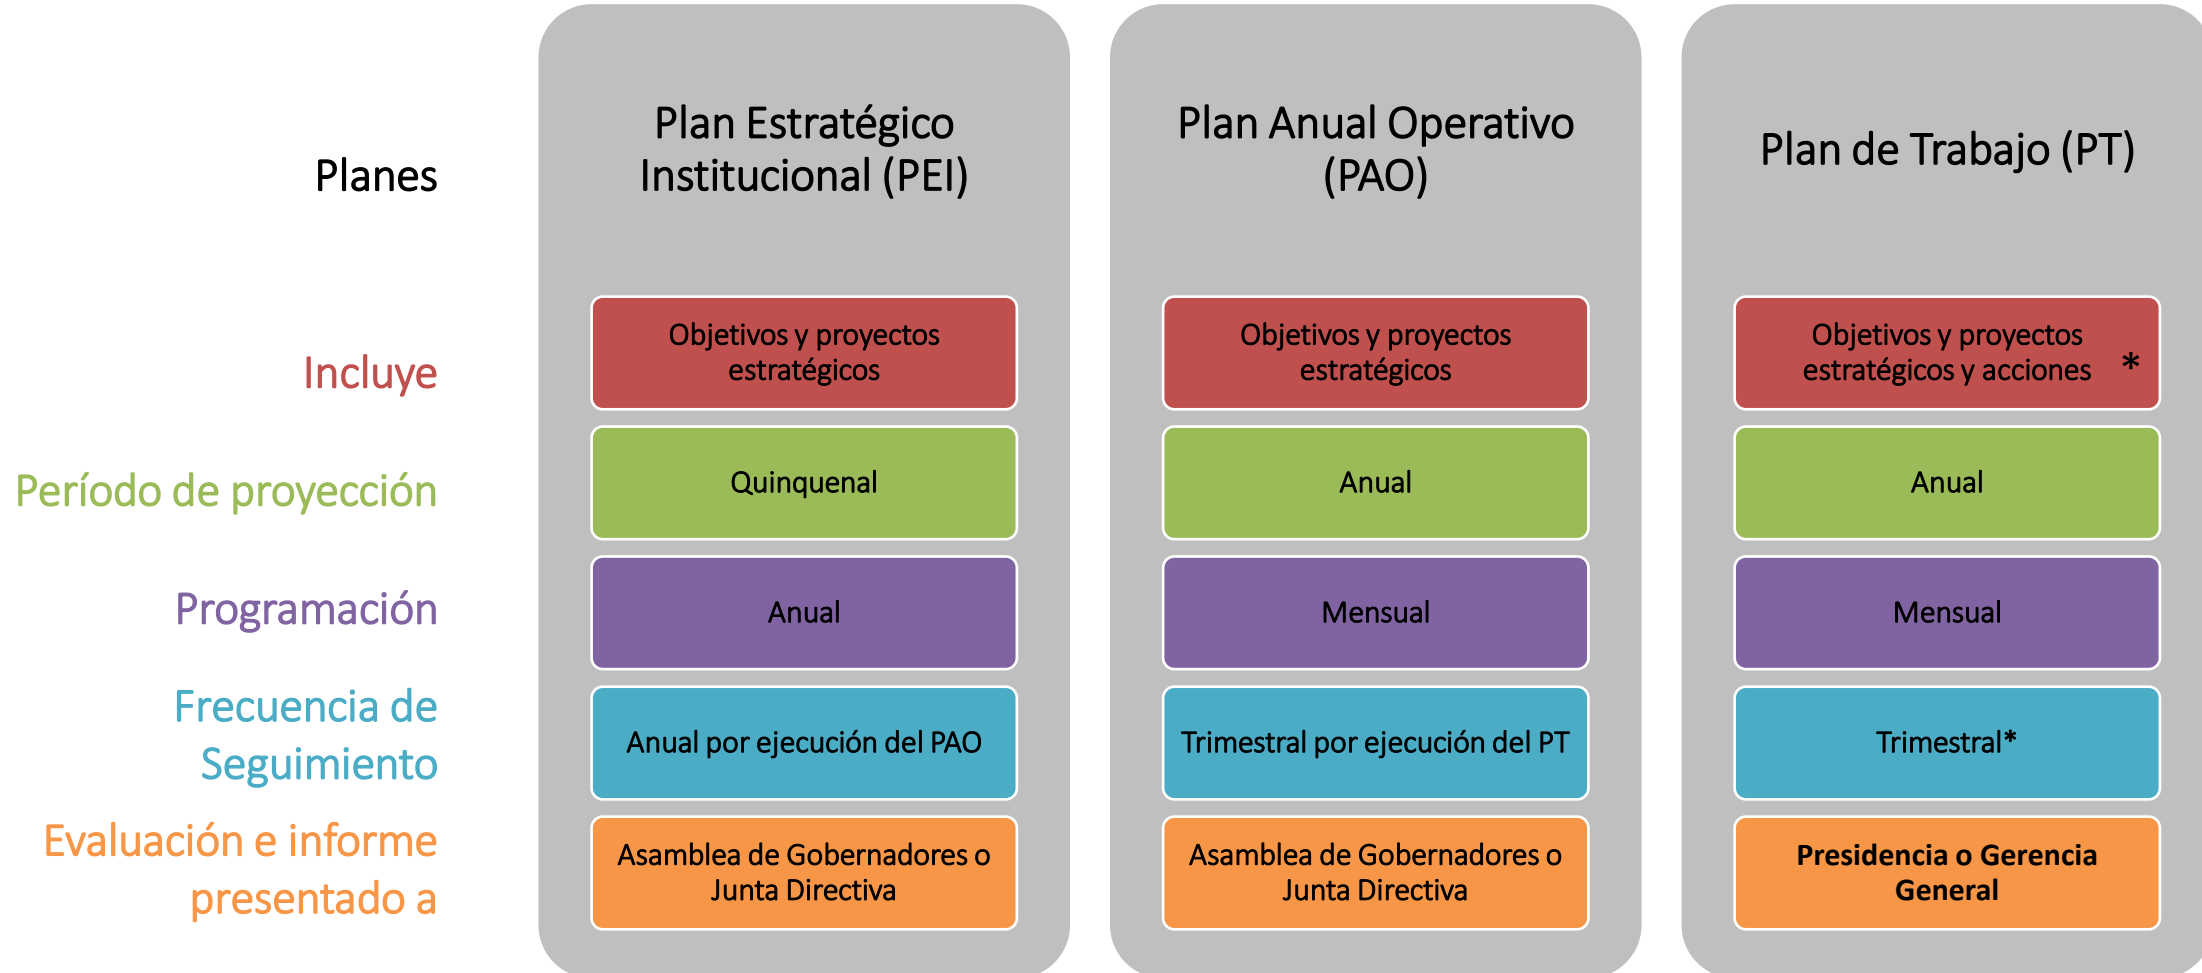 Planes
Plan Estratégico
Institucional (PEI)
Plan Anual Operativo
(PAO)
Plan de Trabajo (PT)
Incluye
Objetivos y proyectos
estratégicos
Objetivos y proyectos
estratégicos
Objetivos y proyectos
estratégicos y acciones *
Período de proyección
Quinquenal
Anual
Anual
Programación
Anual
Mensual
Mensual
Frecuencia de
Seguimiento
Anual por ejecución del PAO
Trimestral por ejecución del PT
Trimestral*
Evaluación e informe
presentado a
Asamblea de Gobernadores o
Junta Directiva
Asamblea de Gobernadores o
Junta Directiva
Presidencia o Gerencia
General